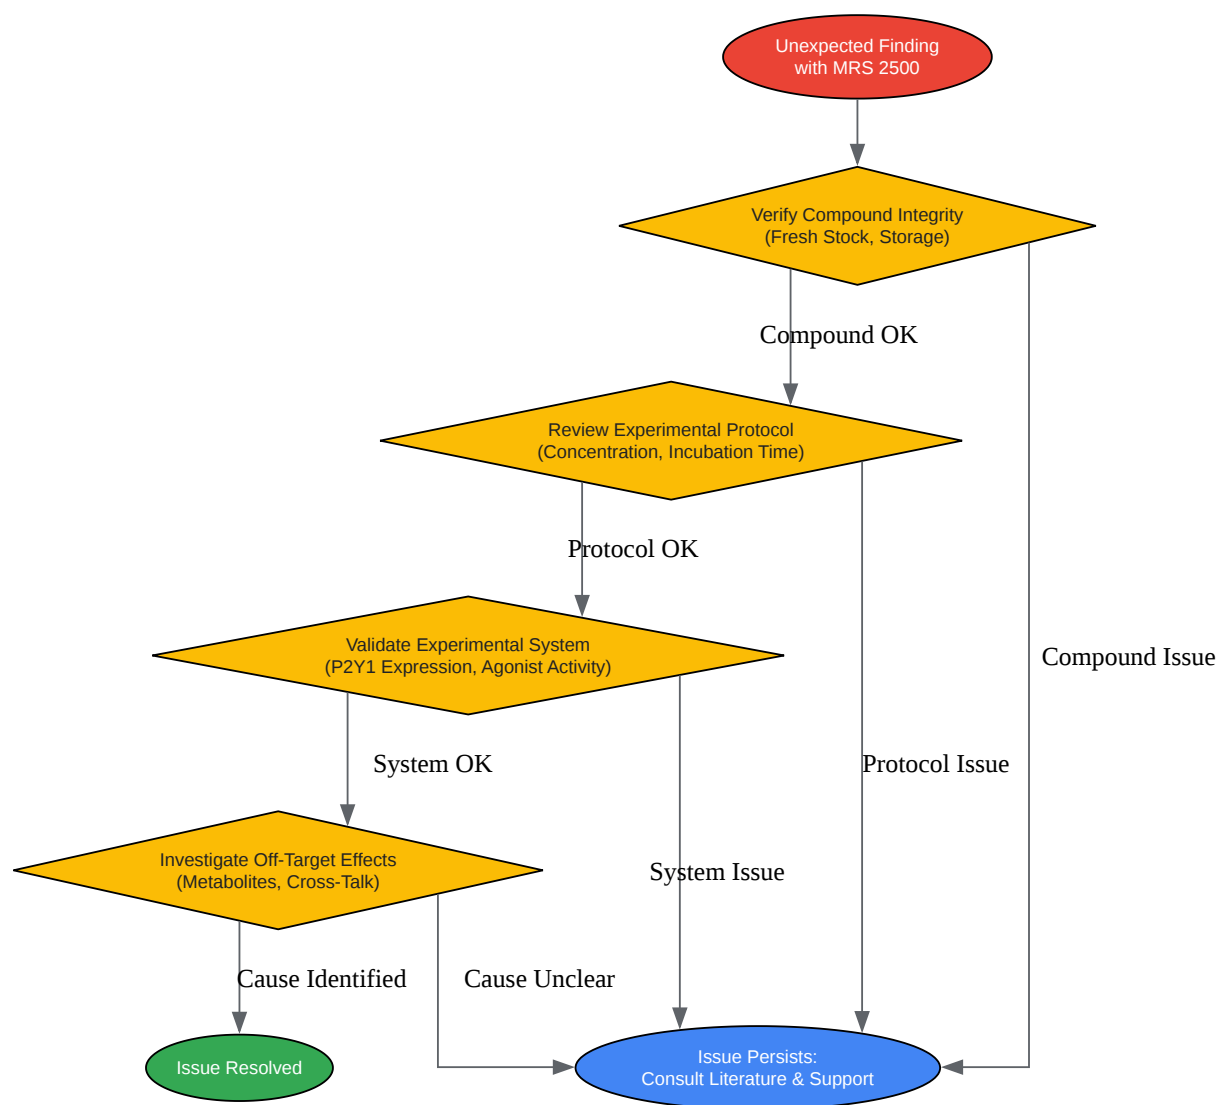 Unexpected Finding
with MRS 2500
Verify Compound Integrity
(Fresh Stock, Storage)
Compound OK
Review Experimental Protocol
(Concentration, Incubation Time)
Protocol OK
Validate Experimental System
(P2Y1 Expression, Agonist Activity)
Compound Issue
System OK
Protocol Issue
Investigate Off-Target Effects
(Metabolites, Cross-Talk)
System Issue
Cause Identified
Cause Unclear
Issue Resolved
Issue Persists:
Consult Literature & Support